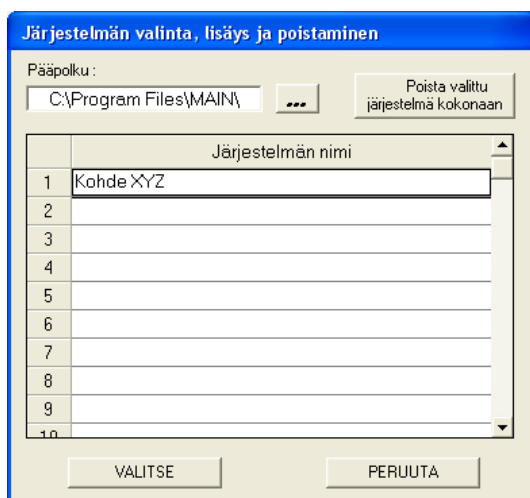 Järjestelmän valinta, lisäys ja poistaminen
Pääpolku :
C:\Program Files\MAIN\
...
Poista valittu
järjestelmä kokonaan
Järjestelmän nimi
1 Kohde XYZ
2
3
4
5
6
7
8
9
10
VALITSE
PERUUTA